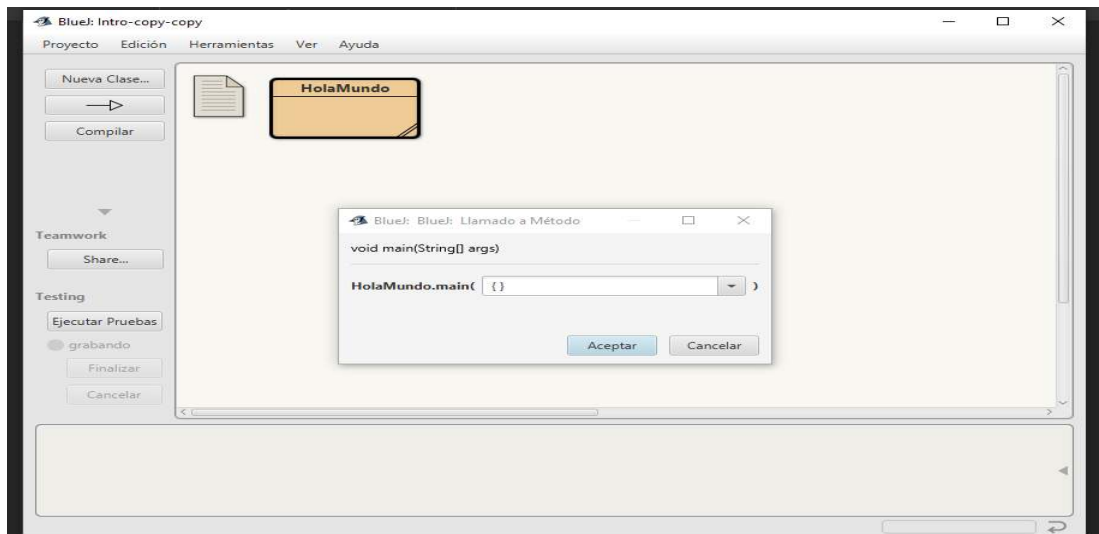 BlueJ: Intro-copy-copy
Proyecto Edición Herramientas Ver Ayuda
Nueva Clase...
Compilar
HolaMundo
Teamwork
Share...
Testing
Ejecutar Pruebas
grabando
Finalizar
Cancelar
BlueJ: BlueJ: Llamado a Método
void main(String[] args)
HolaMundo.main( {} )
Aceptar Cancelar